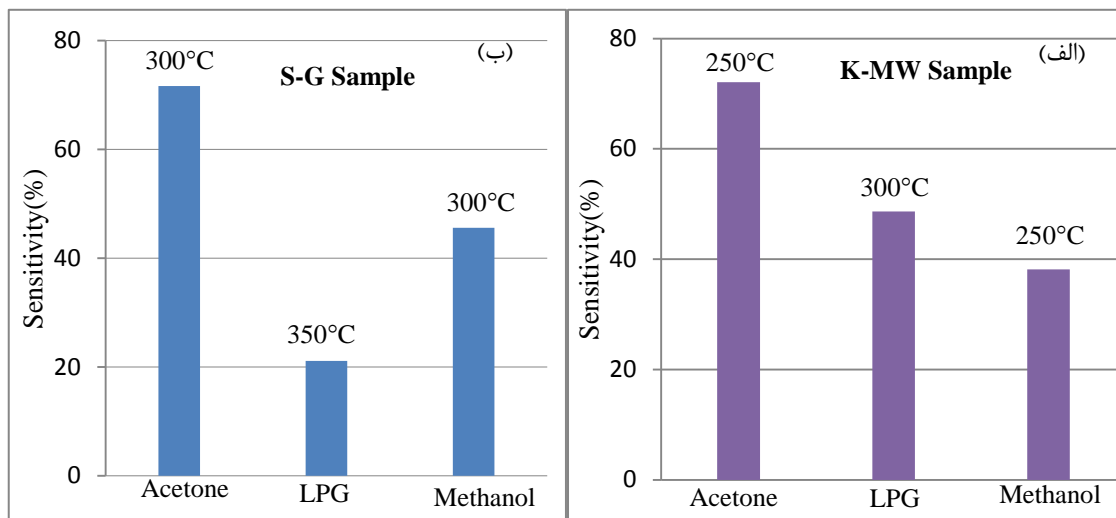 (ب)
S-G Sample
Sensitivity(%)
80
60
40
20
0
300°C
350°C
300°C
Acetone
LPG
Methanol
(الف)
K-MW Sample
Sensitivity(%)
80
60
40
20
0
250°C
300°C
250°C
Acetone
LPG
Methanol